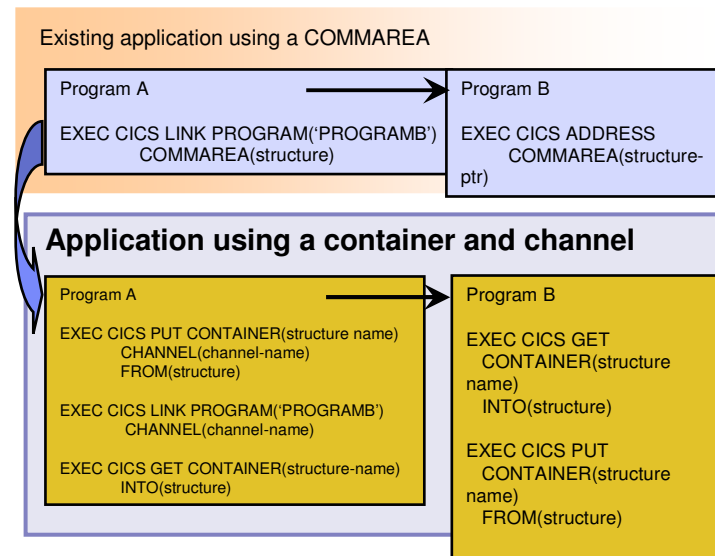 Existing application using a COMMAREA
Program A
EXEC CICS LINK PROGRAM(‘PROGRAMB’)
COMMAREA(structure)
Program B
EXEC CICS ADDRESS
COMMAREA(structure-
ptr)
Application using a container and channel
Program A
EXEC CICS PUT CONTAINER(structure name)
CHANNEL(channel-name)
FROM(structure)
EXEC CICS LINK PROGRAM(‘PROGRAMB’)
CHANNEL(channel-name)
EXEC CICS GET CONTAINER(structure-name)
INTO(structure)
Program B
EXEC CICS GET
CONTAINER(structure
name)
INTO(structure)
EXEC CICS PUT
CONTAINER(structure
name)
FROM(structure)